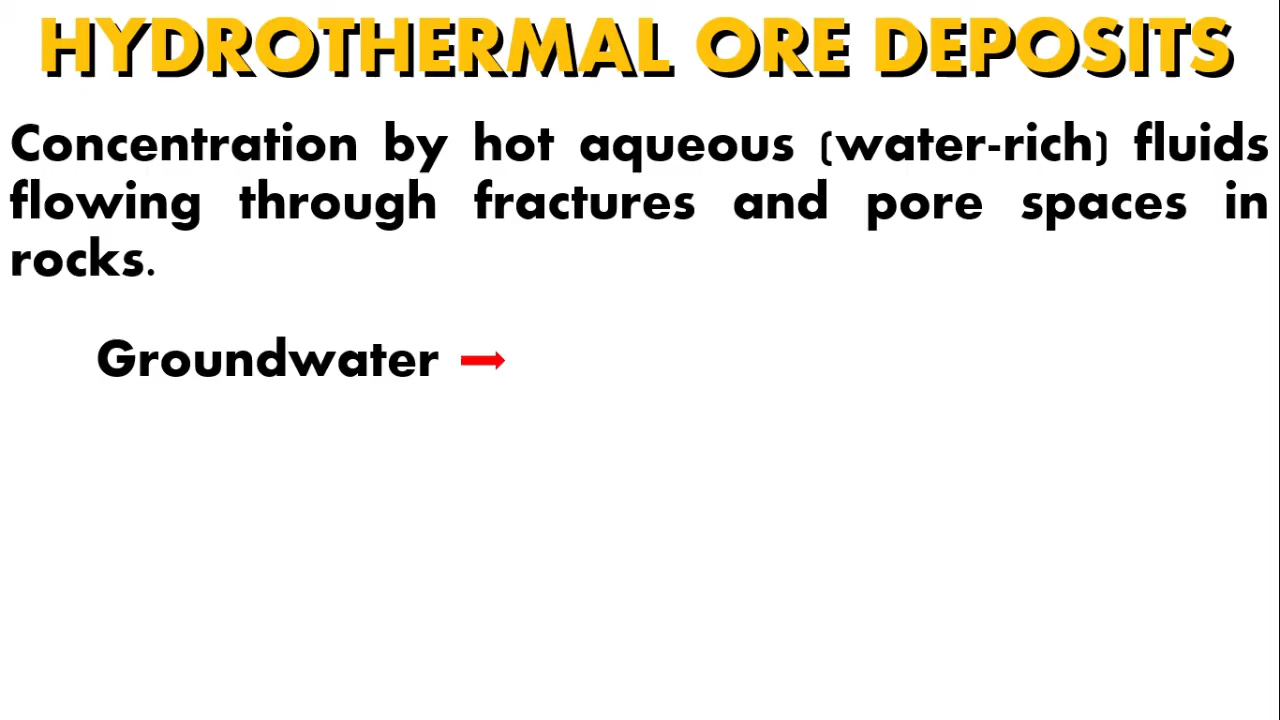 HYDROTHERMAL ORE DEPOSITS
Concentration by hot aqueous (water-rich) fluids
flowing through fractures and pore spaces in
rocks.
Groundwater →